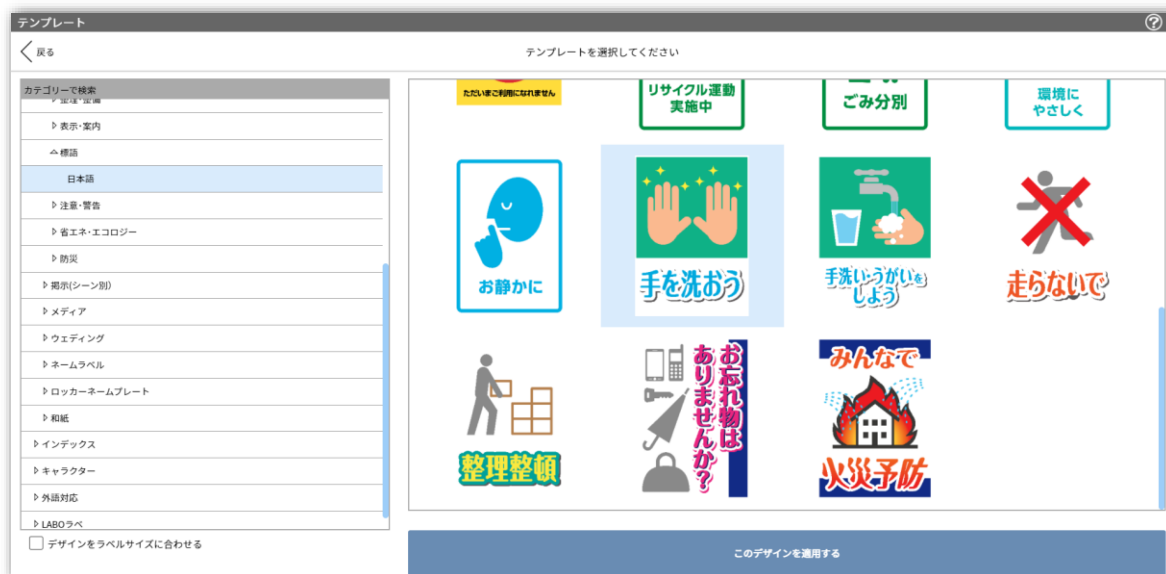 テンプレート
?
戻る
テンプレートを選択してください
カテゴリーで検索
整理・整備
表示・案内
標語
日本語
注意・警告
省エネ・エコロジー
防災
掲示(シーン別)
メディア
ウェディング
ネームラベル
ロッカーネームプレート
和紙
インデックス
キャラクター
外語対応
LABOラベ
デザインをラベルサイズに合わせる
ただいまご利用になれません
リサイクル運動
実施中
ごみ分別
環境に
やさしく
お静かに
手を洗おう
手洗い・うがいを
しよう
走らないで
整理整頓
お忘れ物は
ありませんか?
みんなで
火災予防
このデザインを適用する